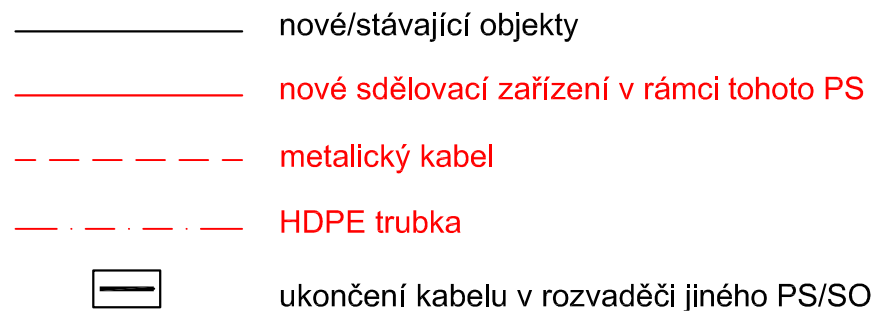 nové/stávající objekty
nové sdělovací zařízení v rámci tohoto PS
metalický kabel
HDPE trubka
ukončení kabelu v rozvaděči jiného PS/SO